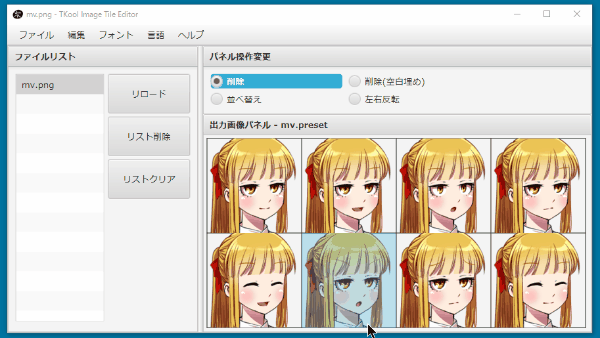 mv.png - TKool Image Tile Editor
ファイル 編集 フォント 言語 ヘルプ
ファイルリスト
mv.png
リロード
リスト削除
リストクリア
パネル操作変更
削除 削除(空白埋め)
並べ替え 左右反転
出力画像パネル - mv.preset